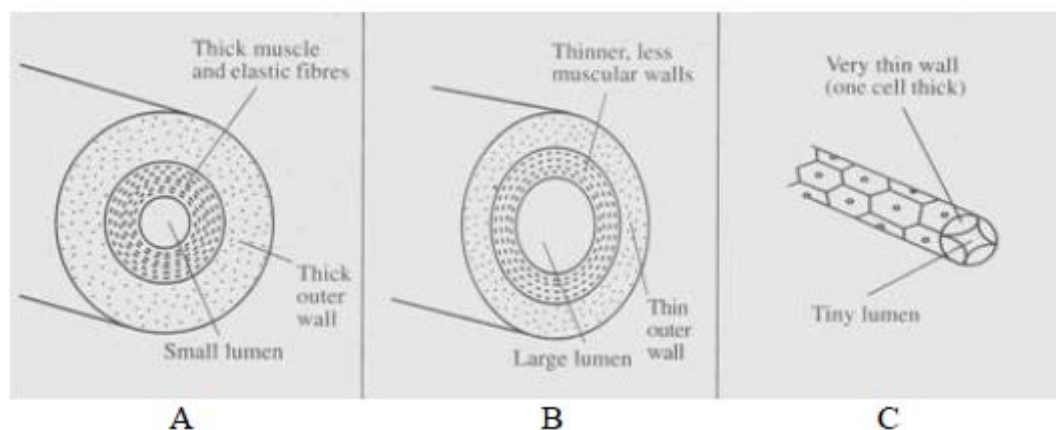 Thick muscle
and elastic fibres
Thick
outer
wall
Small lumen
A
Thinner, less
muscular walls
Thin
outer
wall
Large lumen
B
Very thin wall
(one cell thick)
Tiny lumen
C